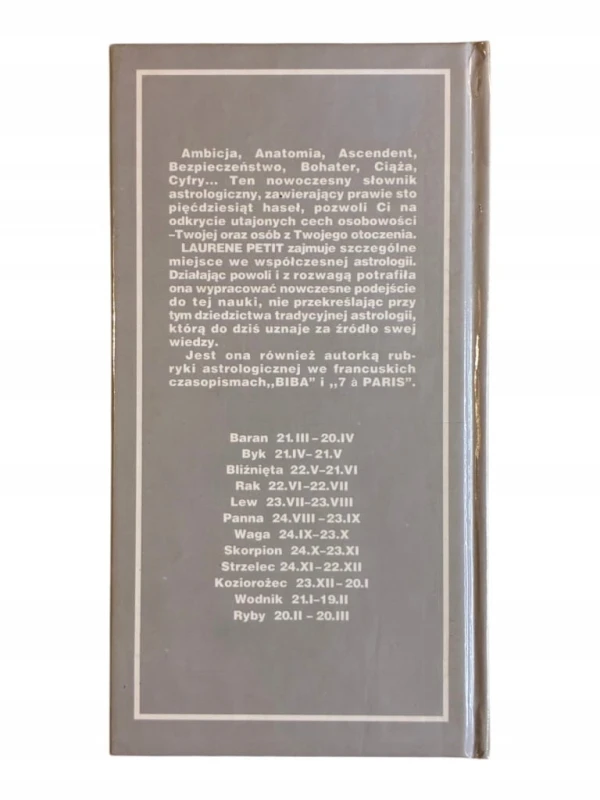 Ambicja, Anatomia, Ascendent,
Bezpieczeństwo, Bohater, Ciąża,
Cyfry... Ten nowoczesny słownik
astrologiczny, zawierający prawie sto
pięćdziesiąt haseł, pozwoli Ci na
odkrycie utajonych cech osobowości
–Twojej oraz osób z Twojego otoczenia.
LAURENE PETIT zajmuje szczególne
miejsce we współczesnej astrologii.
Działając powoli i z rozwagą potrafiła
ona wypracować nowczesne podejście
do tej nauki, nie przekreślając przy
tym dziedzictwa tradycyjnej astrologii,
którą do dziś uznaje za źródło swej
wiedzy.
Jest ona również autorką rub-
ryki astrologicznej we francuskich
czasopismach,,BIBA” i ,,7 à PARIS”.
Baran 21.III – 20.IV
Byk 21.IV– 21.V
Bliźnięta 22.V–21.VI
Rak 22.VI – 22.VII
Lew 23.VII–23.VIII
Panna 24.VIII – 23.IX
Waga 24.IX–23.X
Skorpion 24.X–23.XI
Strzelec 24.XI – 22.XII
Koziorożec 23.XII – 20.I
Wodnik 21.I–19.II
Ryby 20.II – 20.III